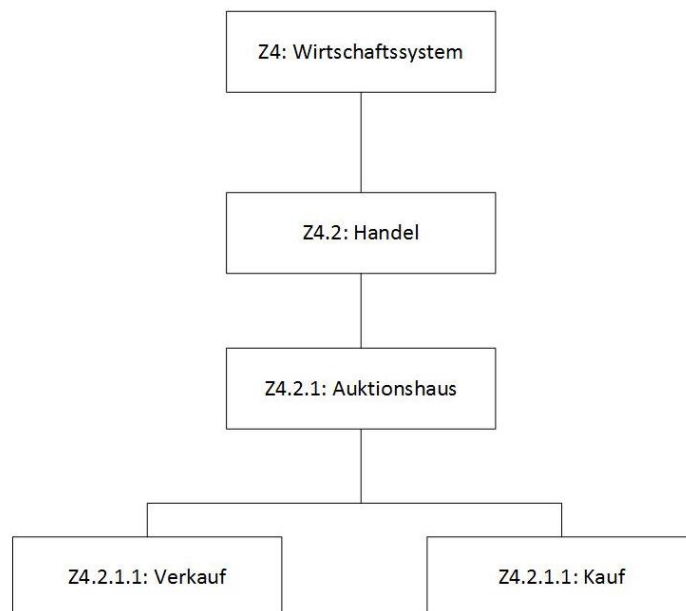 Z4: Wirtschaftssystem
Z4.2: Handel
Z4.2.1: Auktionshaus
Z4.2.1.1: Verkauf
Z4.2.1.1: Kauf